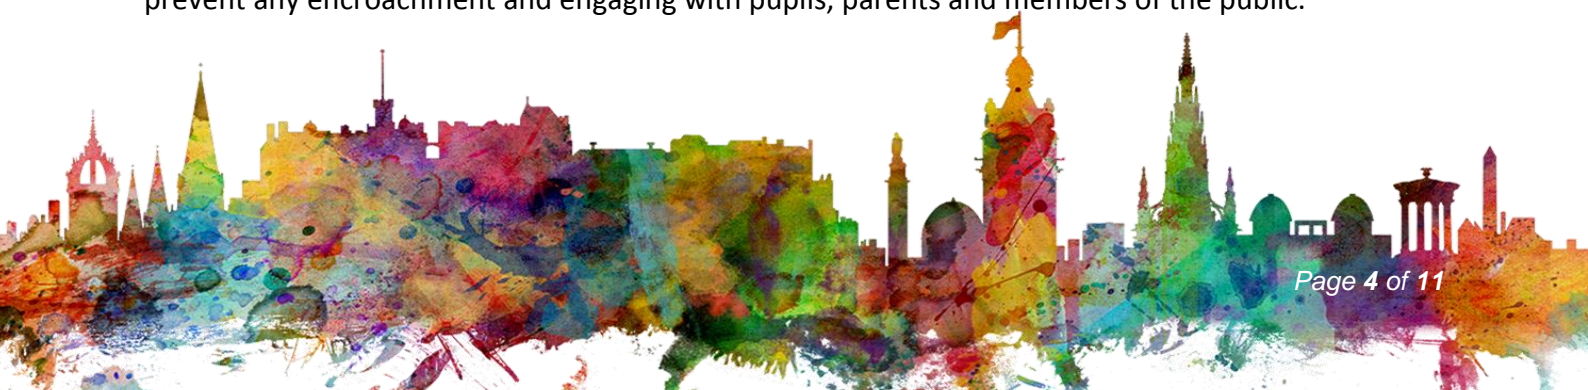 prevent any encroachment and engaging with pupils, parents and members of the public.
Page 4 of 11